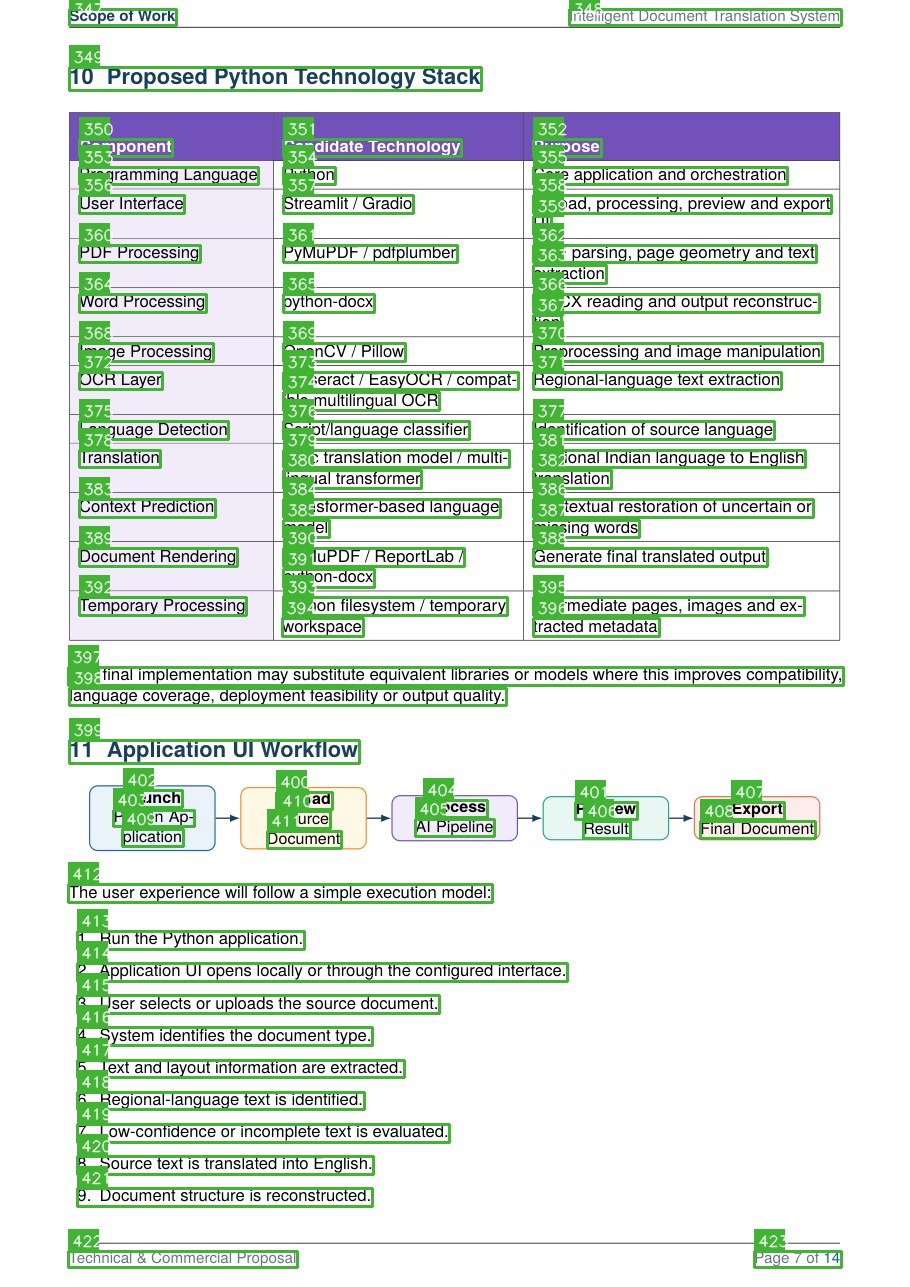 Scope of Work
Intelligent Document Translation System
10 Proposed Python Technology Stack
Component
Candidate Technology
Purpose
Programming Language
Python
Core application and orchestration
User Interface
Streamlit / Gradio
ad, processing, preview and export
PDF Processing
PyMuPDF / pdfplumber
parsing, page geometry and text
extraction
Word Processing
python-docx
CX reading and output reconstruc-
tion
Image Processing
OpenCV / Pillow
Preprocessing and image manipulation
OCR Layer
Tesseract / EasyOCR / compat-
ible multilingual OCR
Regional-language text extraction
Language Detection
Script/language classifier
Identification of source language
Translation
translation model / multi-
lingual transformer
Regional Indian language to English
translation
Context Prediction
Transformer-based language
model
Contextual restoration of uncertain or
missing words
Document Rendering
PyMuPDF / ReportLab /
python-docx
Generate final translated output
Temporary Processing
Python filesystem / temporary
workspace
Intermediate pages, images and ex-
tracted metadata
final implementation may substitute equivalent libraries or models where this improves compatibility,
language coverage, deployment feasibility or output quality.
11 Application UI Workflow
Launch
Python Ap-
plication
Upload
Source
Document
Process
AI Pipeline
Preview
Result
Export
Final Document
The user experience will follow a simple execution model:
1. Run the Python application.
2. Application UI opens locally or through the configured interface.
3. User selects or uploads the source document.
4. System identifies the document type.
5. Text and layout information are extracted.
6. Regional-language text is identified.
7. Low-confidence or incomplete text is evaluated.
8. Source text is translated into English.
9. Document structure is reconstructed.
Technical & Commercial Proposal
Page 7 of 14